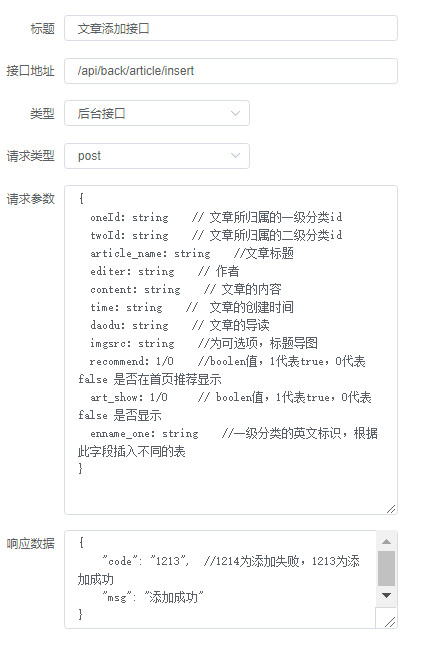 标题 文章添加接口
接口地址 /api/back/article/insert
类型 后台接口
请求类型 post
请求参数 {
oneId: string // 文章所归属的一级分类id
twoId: string // 文章所归属的二级分类id
article_name: string //文章标题
editer: string // 作者
content: string // 文章的内容
time: string // 文章的创建时间
daodu: string // 文章的导读
imgsrc: string //为可选项，标题导图
recommend: 1/0 //boolen值，1代表true，0代表
false 是否在首页推荐显示
art_show: 1/0 // boolen值，1代表true，0代表
false 是否显示
enname_one: string //一级分类的英文标识，根据
此字段插入不同的表
}
响应数据 {
"code": "1213", //1214为添加失败，1213为添
加成功
"msg": "添加成功"
}